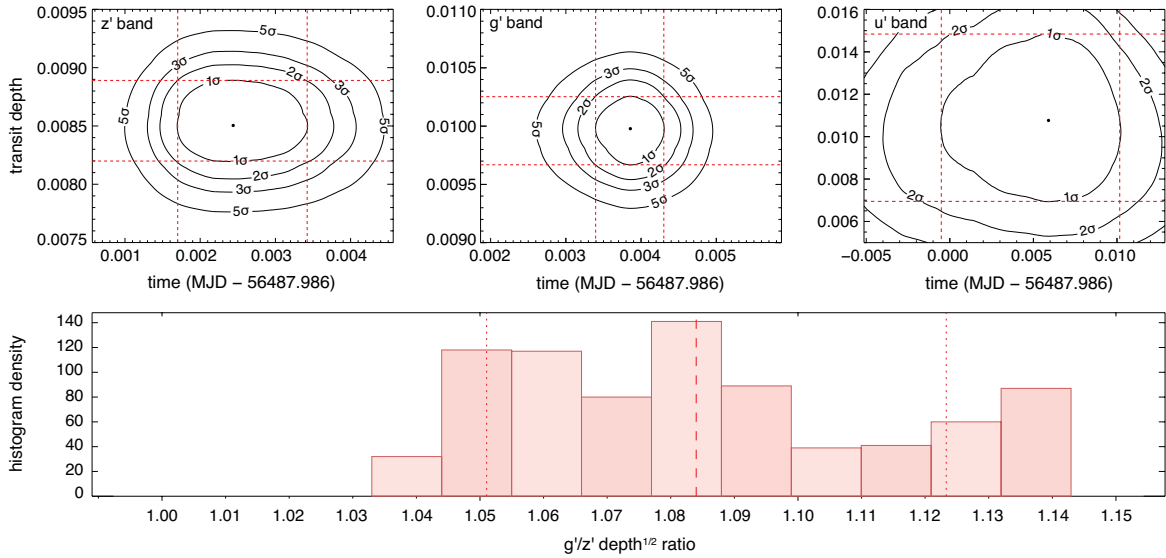 z' band
5σ
3σ
2σ
1σ
3σ
5σ
5σ
1σ
2σ
3σ
5σ
0.0095
0.0090
0.0085
0.0080
0.0075
transit depth
0.001
0.002
0.003
0.004
time (MJD − 56487.986)
g' band
3σ
5σ
2σ
5σ
1σ
2σ
3σ
5σ
0.0110
0.0105
0.0100
0.0095
0.0090
0.002
0.003
0.004
0.005
time (MJD − 56487.986)
u' band
2σ
1σ
2σ
2σ
1σ
2σ
0.016
0.014
0.012
0.010
0.008
0.006
−0.005
0.000
0.005
0.010
time (MJD − 56487.986)
140
120
100
80
60
40
20
0
histogram density
1.00
1.01
1.02
1.03
1.04
1.05
1.06
1.07
1.08
1.09
1.10
1.11
1.12
1.13
1.14
1.15
g'/z' depth1/2 ratio